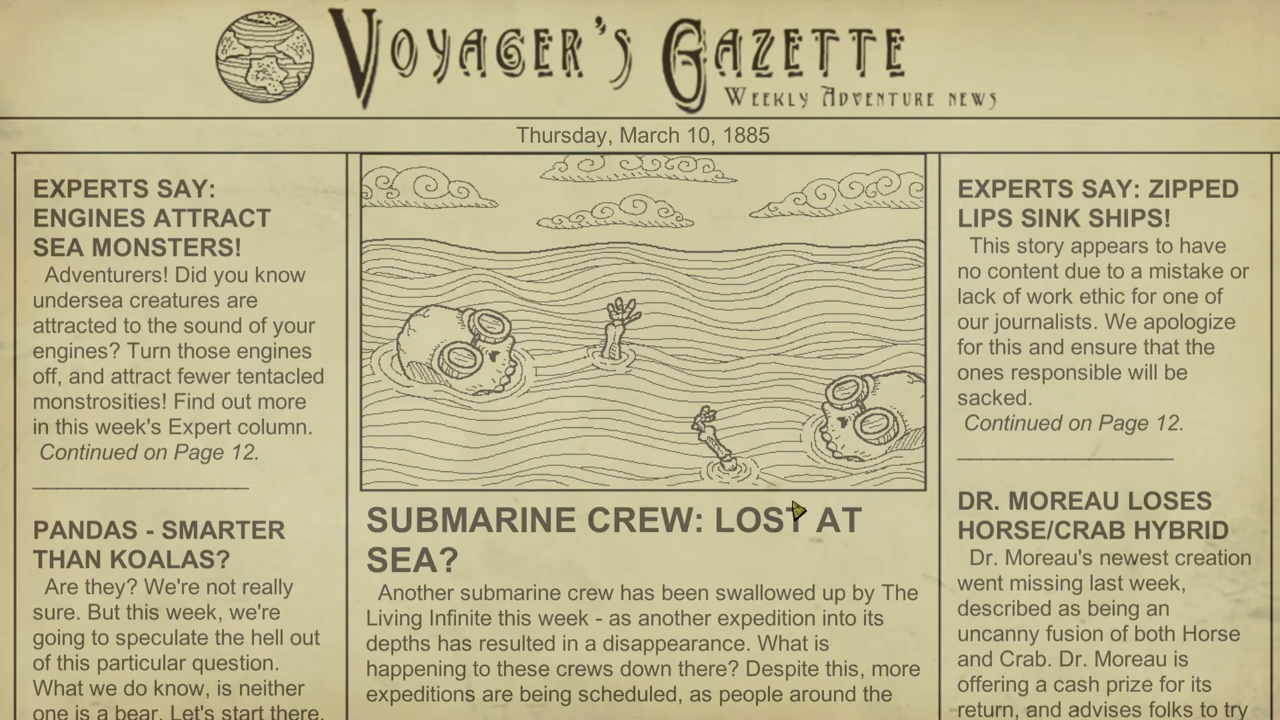 VOYAGER'S GAZETTE
WEEKLY ADVENTURE NEWS
Thursday, March 10, 1885
EXPERTS SAY:
ENGINES ATTRACT
SEA MONSTERS!
Adventurers! Did you know
undersea creatures are
attracted to the sound of your
engines? Turn those engines
off, and attract fewer tentacled
monstrosities! Find out more
in this week's Expert column.
Continued on Page 12.
PANDAS - SMARTER
THAN KOALAS?
Are they? We're not really
sure. But this week, we're
going to speculate the hell out
of this particular question.
What we do know, is neither
one is a bear. Let's start there.
SUBMARINE CREW: LOST AT
SEA?
Another submarine crew has been swallowed up by The
Living Infinite this week - as another expedition into its
depths has resulted in a disappearance. What is
happening to these crews down there? Despite this, more
expeditions are being scheduled, as people around the
EXPERTS SAY: ZIPPED
LIPS SINK SHIPS!
This story appears to have
no content due to a mistake or
lack of work ethic for one of
our journalists. We apologize
for this and ensure that the
ones responsible will be
sacked.
Continued on Page 12.
DR. MOREAU LOSES
HORSE/CRAB HYBRID
Dr. Moreau's newest creation
went missing last week,
described as being an
uncanny fusion of both Horse
and Crab. Dr. Moreau is
offering a cash prize for its
return, and advises folks to try